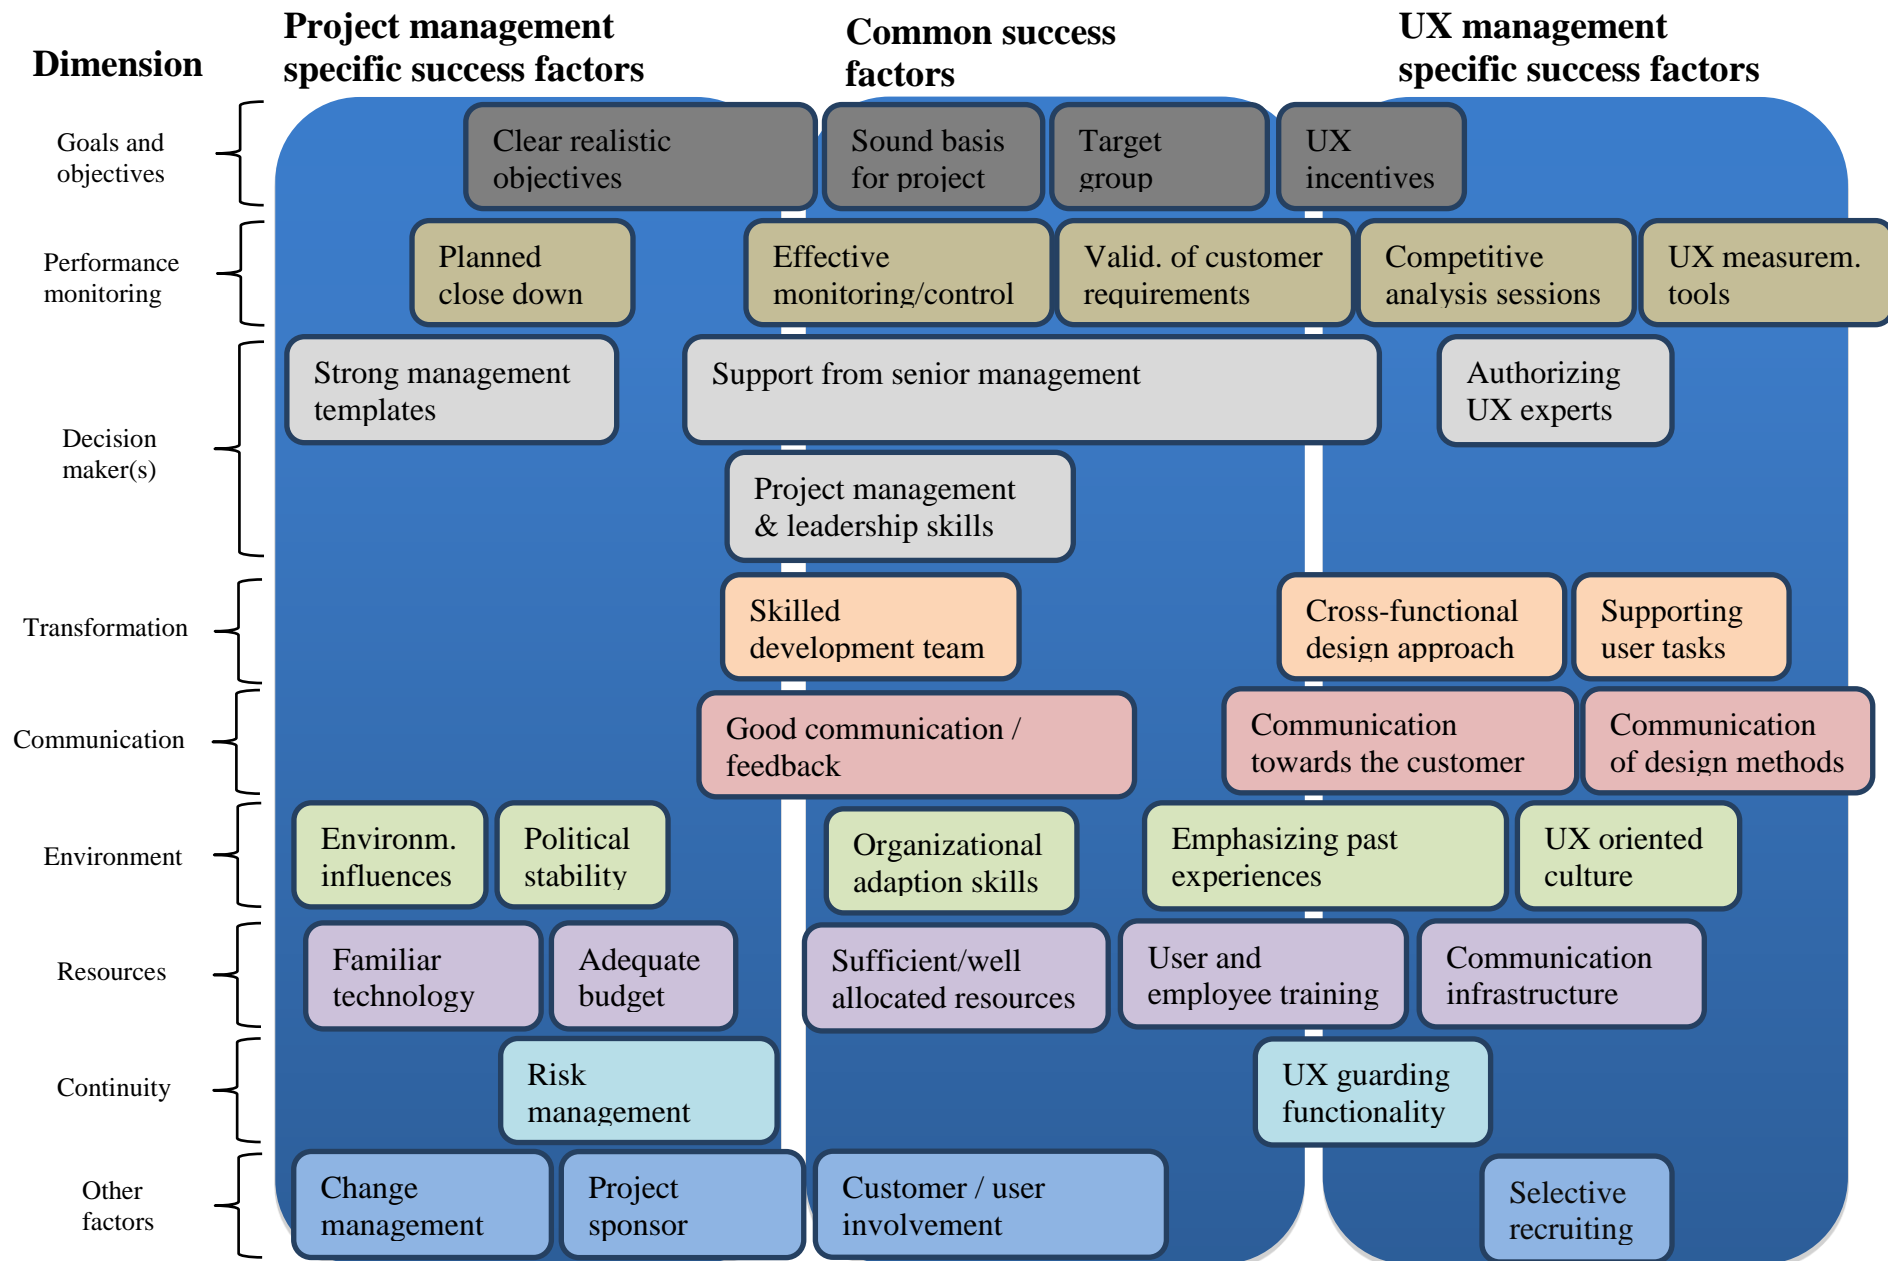 Dimension
Project management
specific success factors
Common success
factors
UX management
specific success factors
Goals and
objectives
Clear realistic
objectives
Sound basis
for project
Target
group
UX
incentives
Performance
monitoring
Planned
close down
Effective
monitoring/control
Valid. of customer
requirements
Competitive
analysis sessions
UX measurem.
tools
Decision
maker(s)
Strong management
templates
Support from senior management
Authorizing
UX experts
Project management
& leadership skills
Transformation
Skilled
development team
Cross-functional
design approach
Supporting
user tasks
Communication
Good communication /
feedback
Communication
towards the customer
Communication
of design methods
Environment
Environm.
influences
Political
stability
Organizational
adaption skills
Emphasizing past
experiences
UX oriented
culture
Resources
Familiar
technology
Adequate
budget
Sufficient/well
allocated resources
User and
employee training
Communication
infrastructure
Continuity
Risk
management
UX guarding
functionality
Other
factors
Change
management
Project
sponsor
Customer / user
involvement
Selective
recruiting